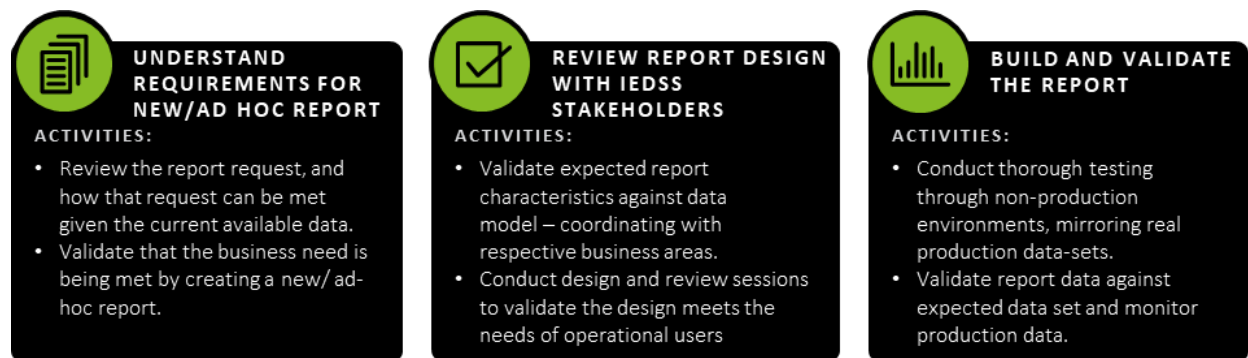 UNDERSTAND
REQUIREMENTS FOR
NEW/AD HOC REPORT
ACTIVITIES:
• Review the report request, and
how that request can be met
given the current available data.
• Validate that the business need is
being met by creating a new/ ad-
hoc report.
REVIEW REPORT DESIGN
WITH IEDSS
STAKEHOLDERS
ACTIVITIES:
• Validate expected report
characteristics against data
model – coordinating with
respective business areas.
• Conduct design and review sessions
to validate the design meets the
needs of operational users
BUILD AND VALIDATE
THE REPORT
ACTIVITIES:
• Conduct thorough testing
through non-production
environments, mirroring real
production data-sets.
• Validate report data against
expected data set and monitor
production data.